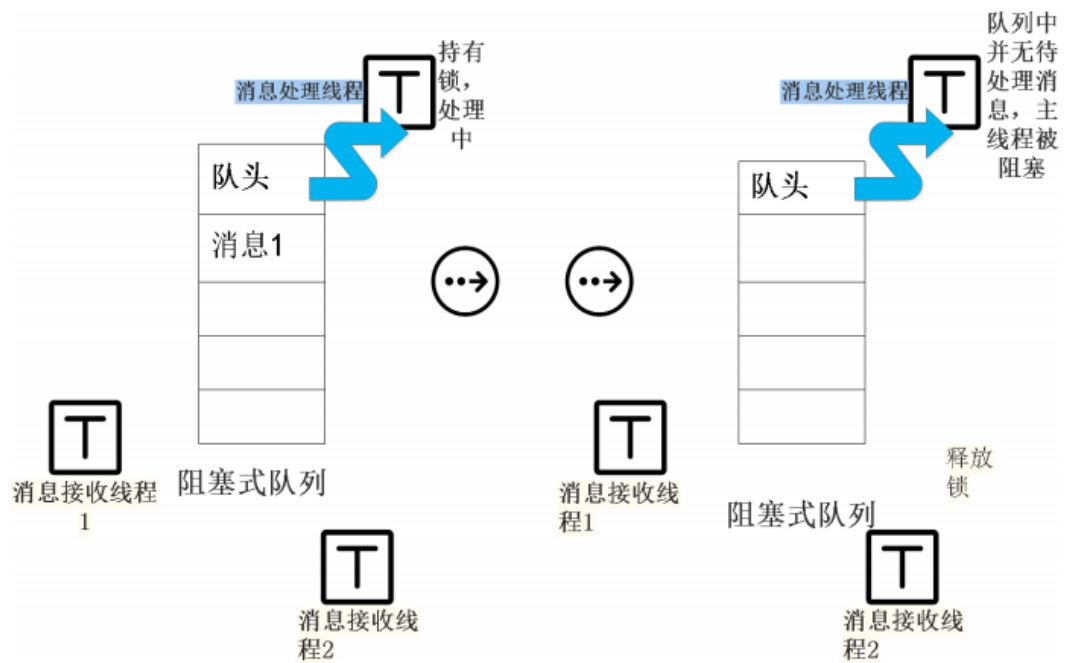 消息处理线程
持有
锁，
处理
中
队头
消息1
消息接收线程
1
阻塞式队列
消息接收线
程2
消息处理线程
队列中
并无待
处理消
息，主
线程被
阻塞
队头
消息接收线
程1
阻塞式队列
释放
锁
消息接收线
程2